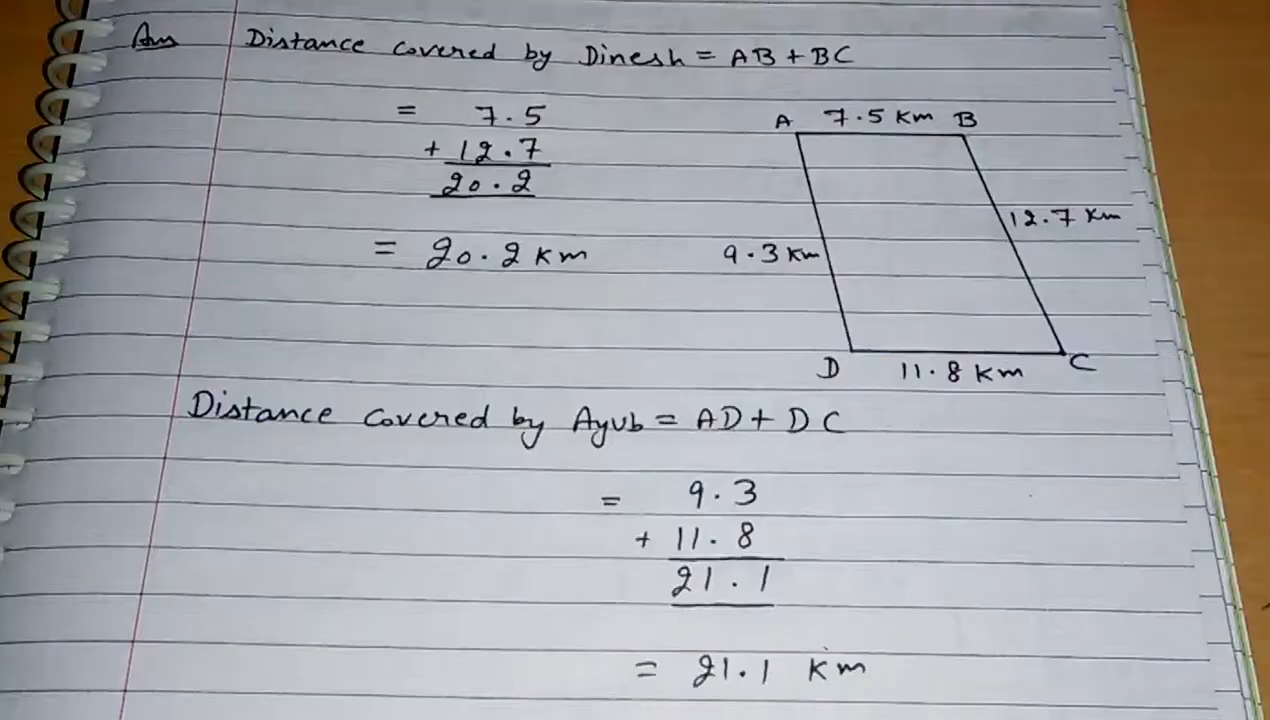 Ans Distance covered by Dinesh = AB + BC
= 7.5
+ 12.7
20.2
= 20.2 km
A 7.5 km B
12.7 km
9.3 km
D 11.8 km C
Distance covered by Ayub = AD + DC
= 9.3
+ 11.8
21.1
= 21.1 km